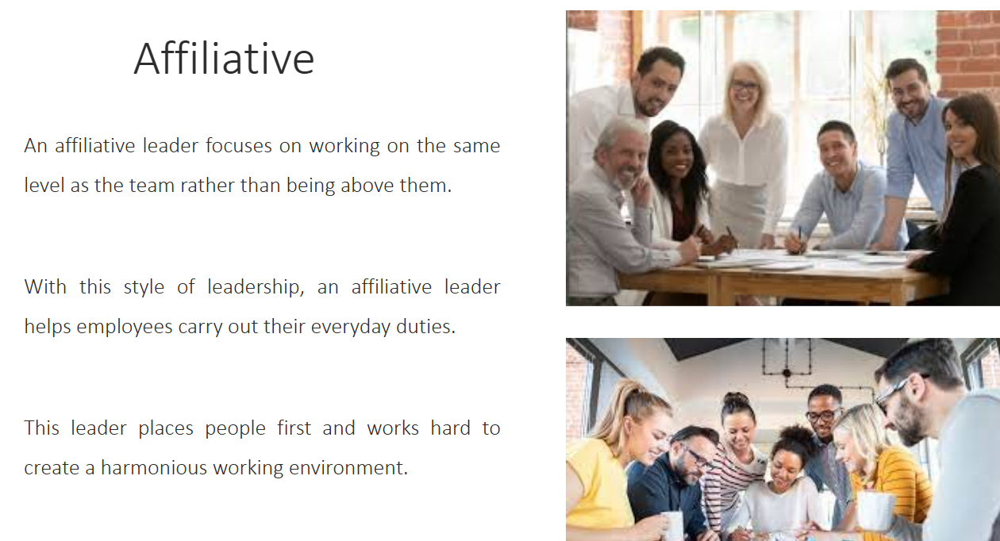 Affiliative
An affiliative leader focuses on working on the same
level as the team rather than being above them.
With this style of leadership, an affiliative leader
helps employees carry out their everyday duties.
This leader places people first and works hard to
create a harmonious working environment.